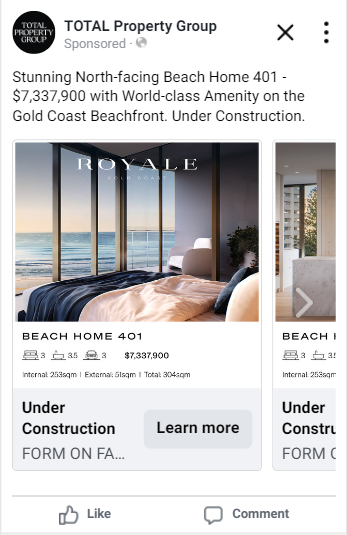 TOTAL
PROPERTY
GROUP
TOTAL Property Group
Sponsored ·
Stunning North-facing Beach Home 401 -
$7,337,900 with World-class Amenity on the
Gold Coast Beachfront. Under Construction.
ROYALE
GOLD COAST
BEACH HOME 401
3 3.5 3 $7,337,900
Internal: 253sqm | External: 51sqm | Total: 304sqm
Under
Construction
FORM ON FA...
Learn more
BEACH H
3 3.5
Internal: 253sqm
Under
Constru
FORM O
Like
Comment